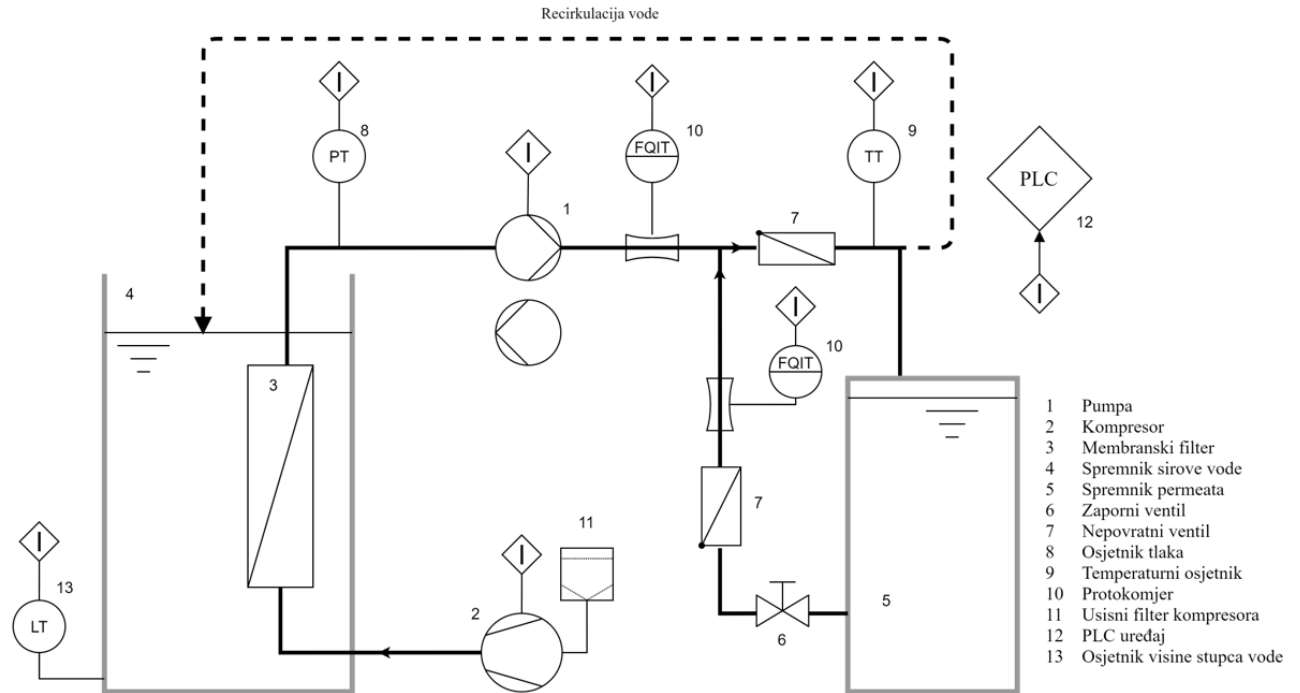 Recirkulacija vode
I
I
I
8
10
9
PT
FQIT
TT
I
PLC
1
7
12
4
I
I
10
FQIT
3
1 Pumpa
2 Kompresor
3 Membranski filter
4 Spremnik sirove vode
5 Spremnik permeata
6 Zaporni ventil
7 Nepovratni ventil
8 Osjetnik tlaka
9 Temperaturni osjetnik
10 Protokomjer
11 Usisni filter kompresora
12 PLC uređaj
13 Osjetnik visine stupca vode
7
11
I
I
13
2
LT
5
6